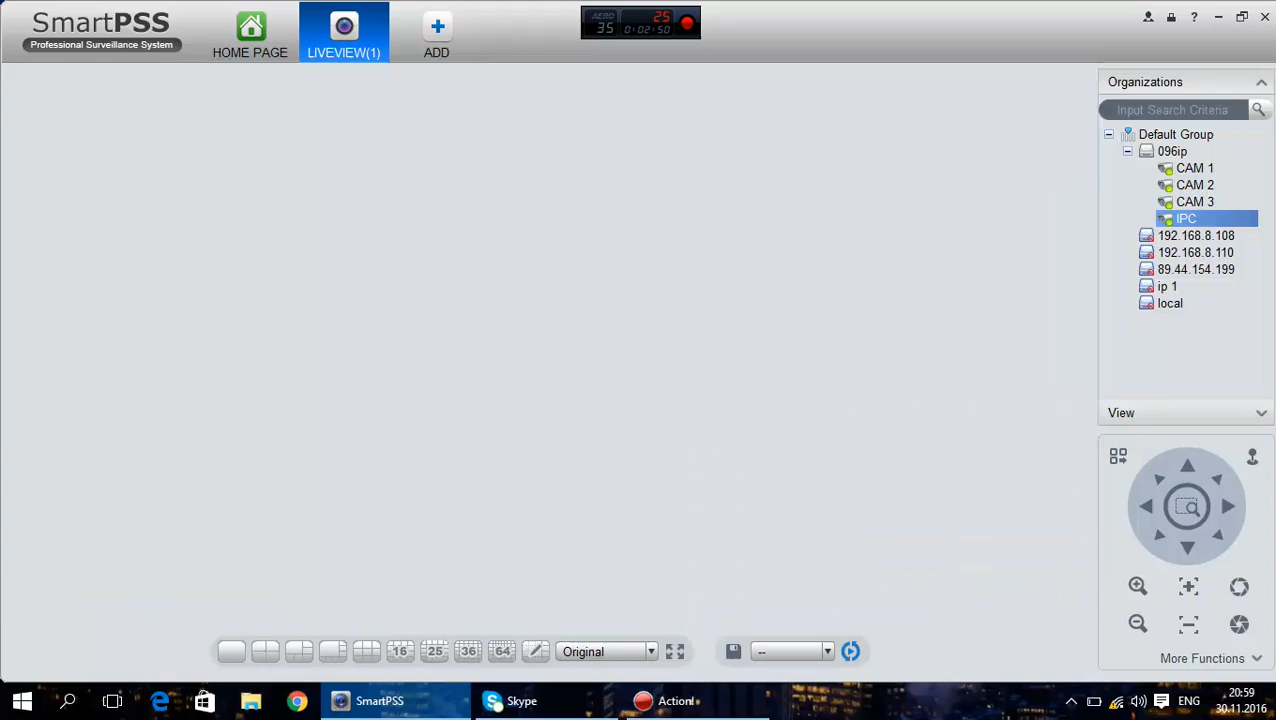 SmartPSS
Professional Surveillance System
HOME PAGE
LIVEVIEW(1)
ADD
AERO
35
25
0:02:50
Organizations
Input Search Criteria
Default Group
096ip
CAM 1
CAM 2
CAM 3
IPC
192.168.8.108
192.168.8.110
89.44.154.199
ip 1
local
View
16
25
36
64
Original
--
More Functions
SmartPSS
Skype
Action!
ENG
20:59
30.11.2016